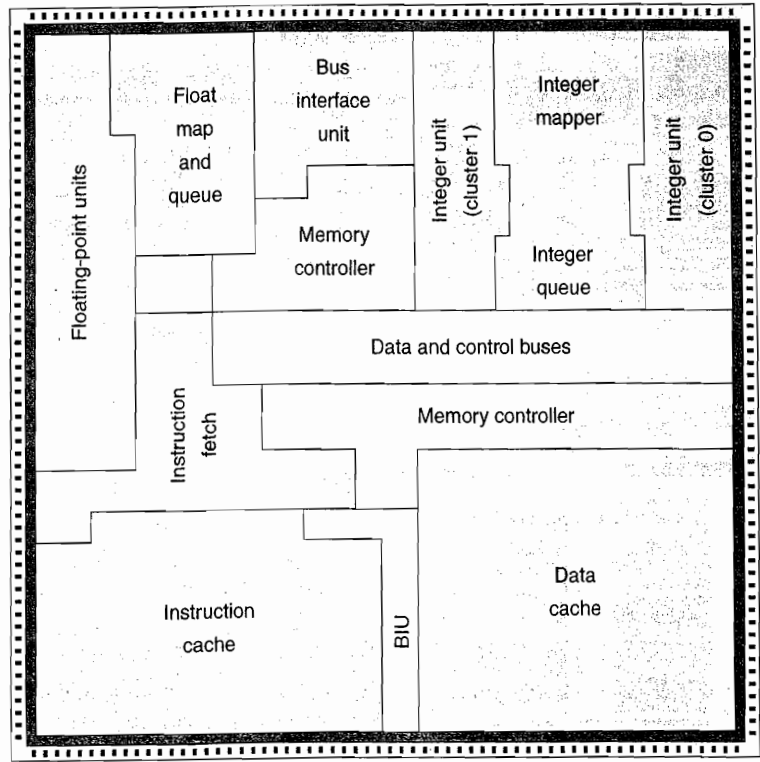 Float
map
and
queue
Bus
interface
unit
Integer unit
(cluster 1)
Integer
mapper
Integer unit
(cluster 0)
Floating-point units
Memory
controller
Integer
queue
Data and control buses
Instruction
fetch
Memory controller
Instruction
cache
BIU
Data
cache